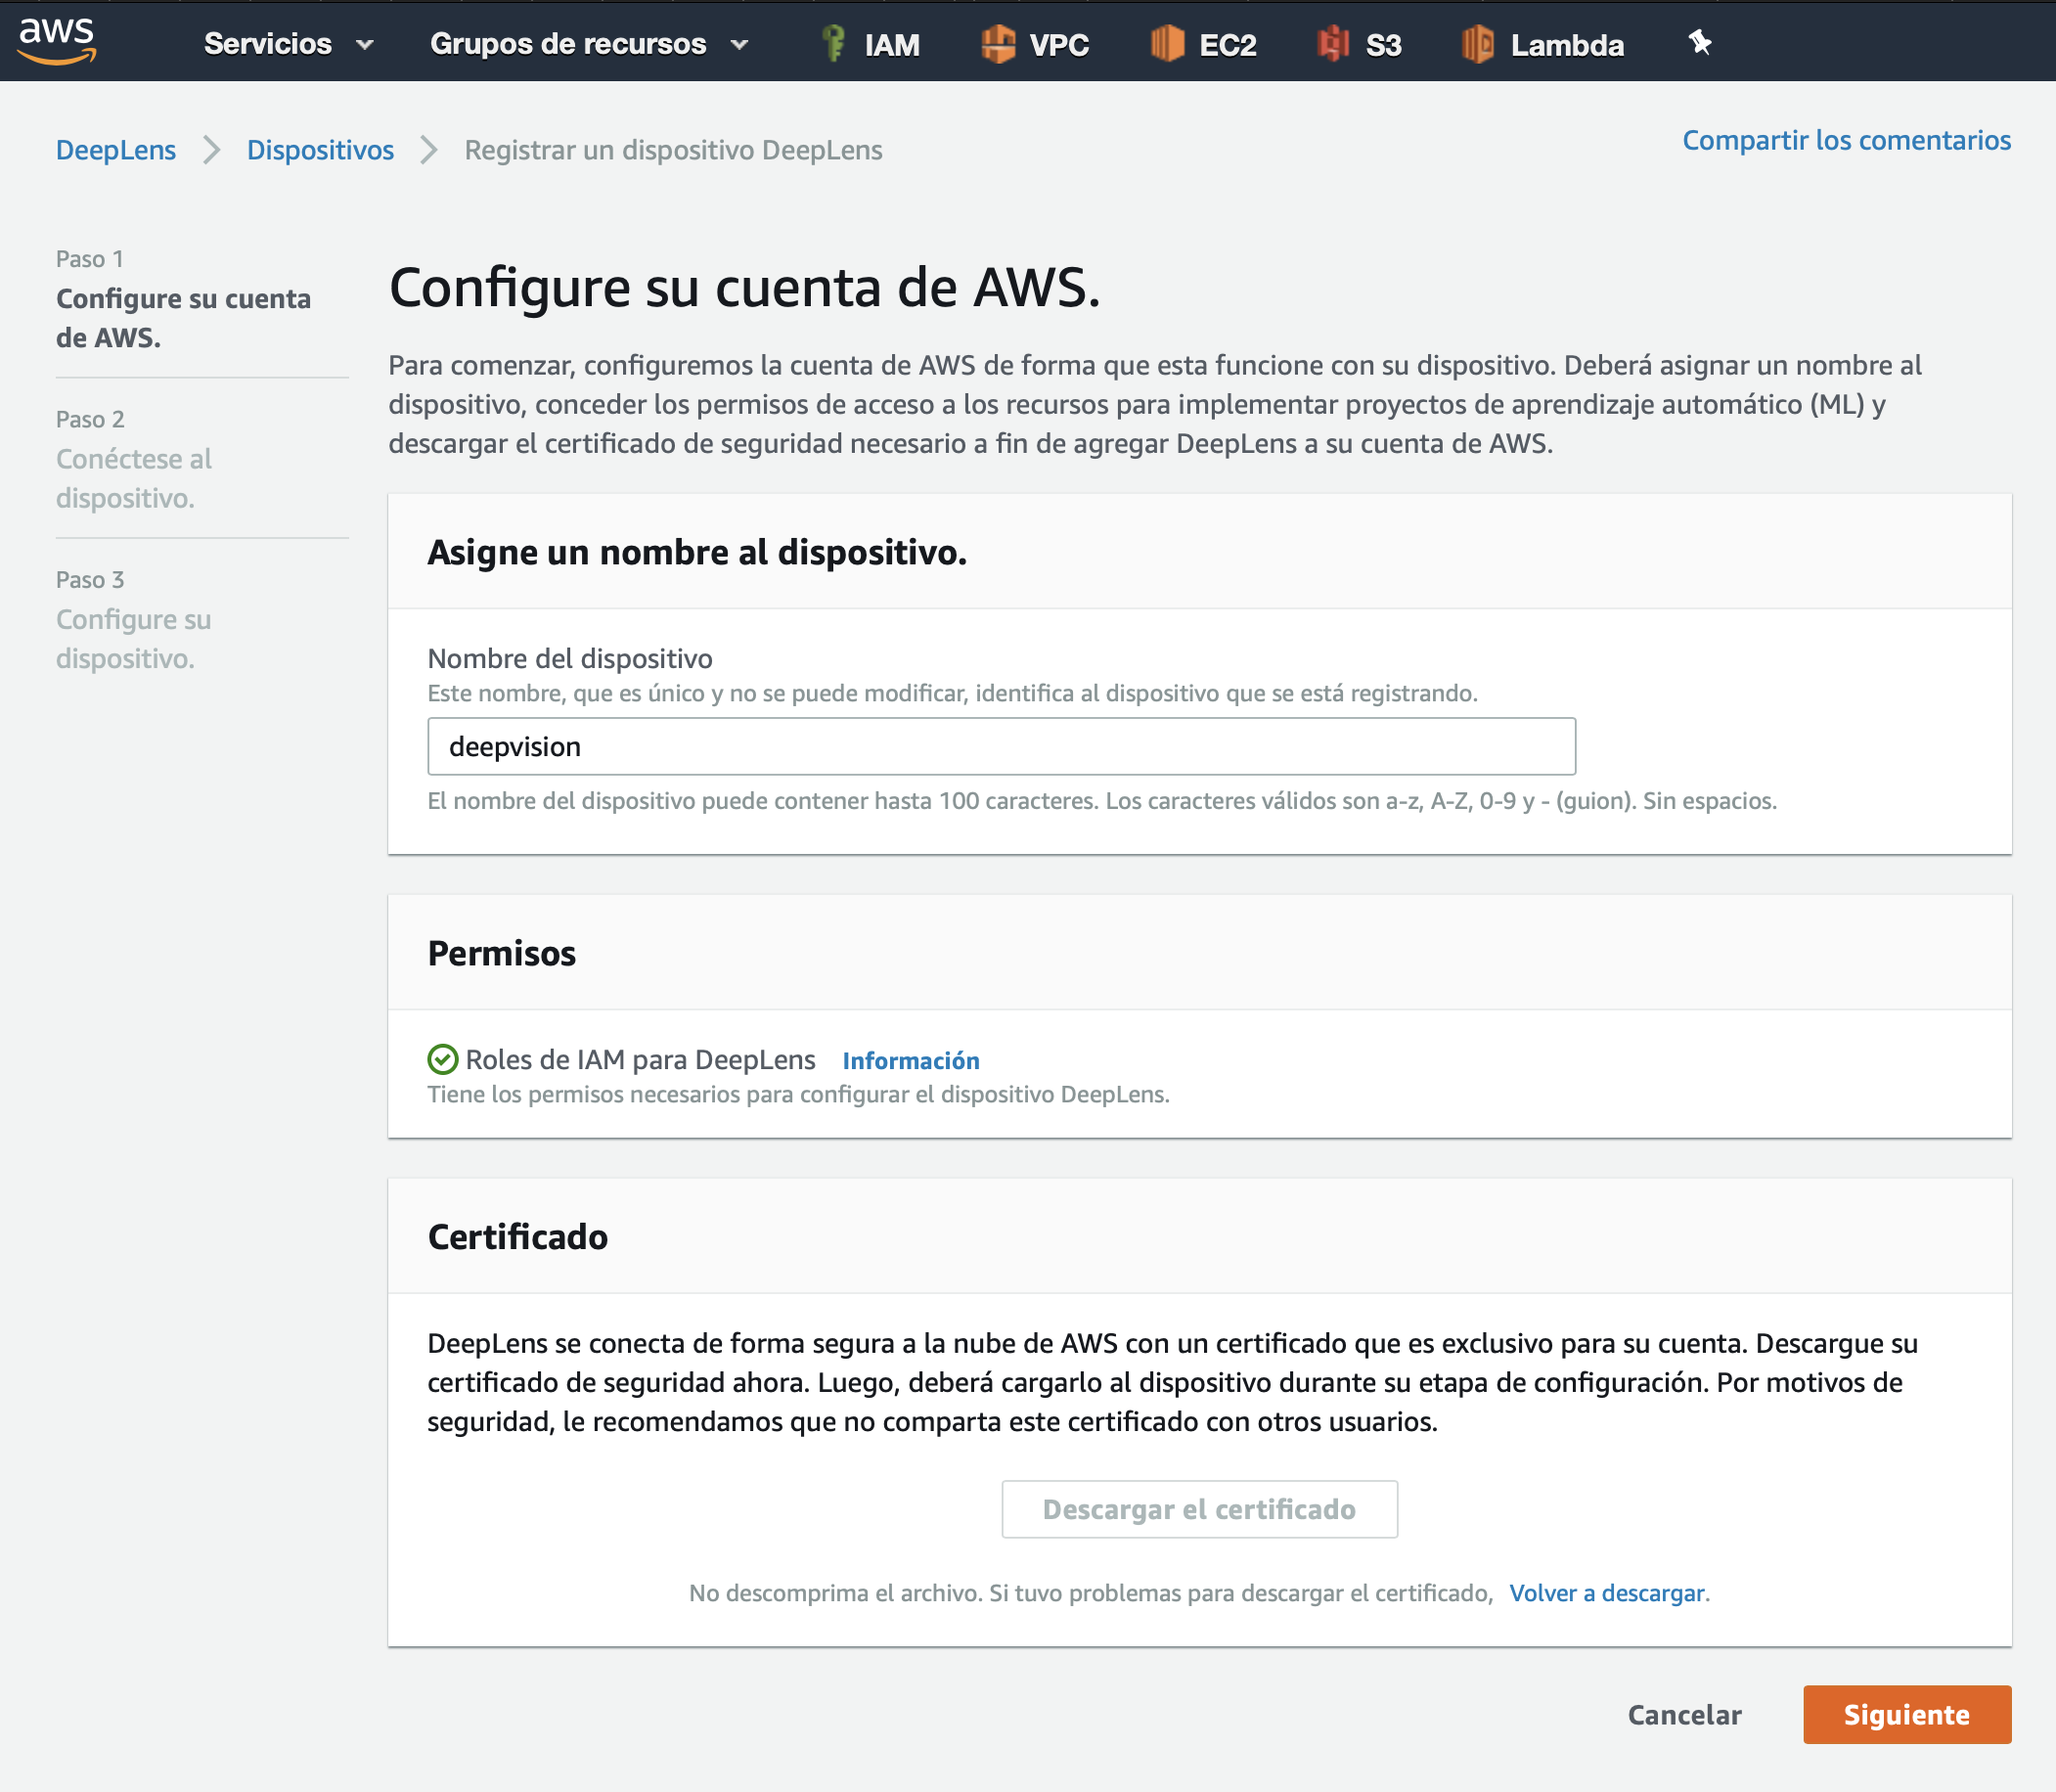 aws Servicios Grupos de recursos IAM VPC EC2 S3 Lambda
DeepLens Dispositivos Registrar un dispositivo DeepLens
Compartir los comentarios
Paso 1
Configure su cuenta
de AWS.
Paso 2
Conéctese al
dispositivo.
Paso 3
Configure su
dispositivo.
Configure su cuenta de AWS.
Para comenzar, configuremos la cuenta de AWS de forma que esta funcione con su dispositivo. Deberá asignar un nombre al
dispositivo, conceder los permisos de acceso a los recursos para implementar proyectos de aprendizaje automático (ML) y
descargar el certificado de seguridad necesario a fin de agregar DeepLens a su cuenta de AWS.
Asigne un nombre al dispositivo.
Nombre del dispositivo
Este nombre, que es único y no se puede modificar, identifica al dispositivo que se está registrando.
deepvision
El nombre del dispositivo puede contener hasta 100 caracteres. Los caracteres válidos son a-z, A-Z, 0-9 y - (guion). Sin espacios.
Permisos
Roles de IAM para DeepLens Información
Tiene los permisos necesarios para configurar el dispositivo DeepLens.
Certificado
DeepLens se conecta de forma segura a la nube de AWS con un certificado que es exclusivo para su cuenta. Descargue su
certificado de seguridad ahora. Luego, deberá cargarlo al dispositivo durante su etapa de configuración. Por motivos de
seguridad, le recomendamos que no comparta este certificado con otros usuarios.
Descargar el certificado
No descomprima el archivo. Si tuvo problemas para descargar el certificado, Volver a descargar.
Cancelar Siguiente